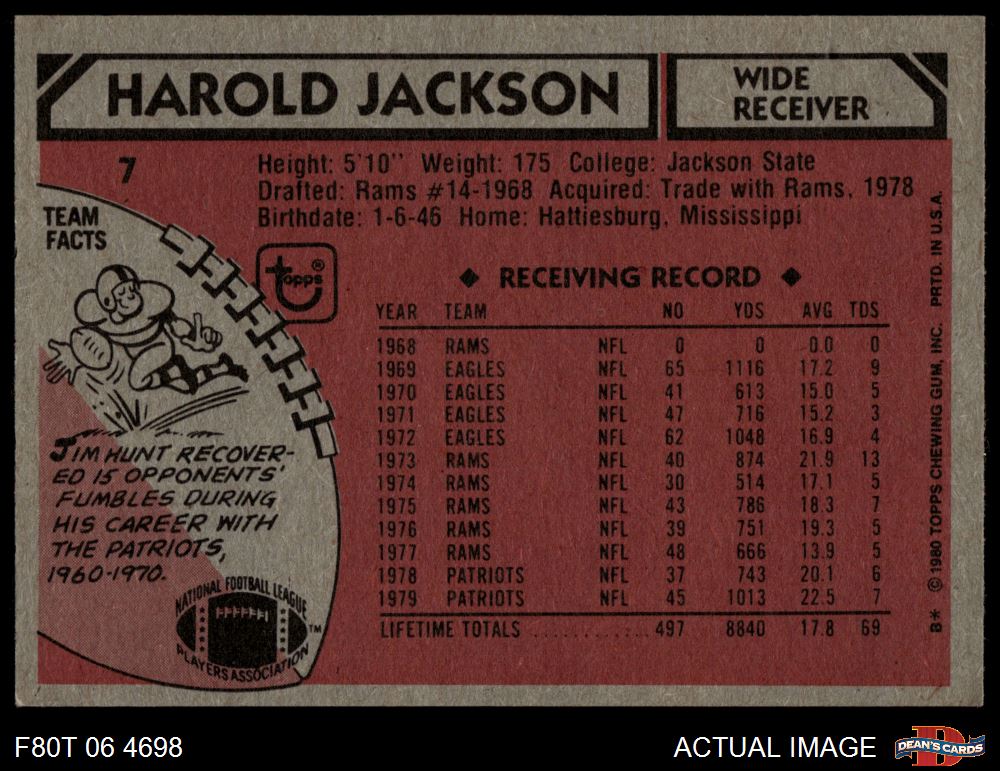 HAROLD JACKSON
WIDE
RECEIVER
7
Height: 5'10" Weight: 175 College: Jackson State
Drafted: Rams #14-1968 Acquired: Trade with Rams, 1978
Birthdate: 1-6-46 Home: Hattiesburg, Mississippi
TEAM
FACTS
topps®
JIM HUNT RECOVER-
ED 15 OPPONENTS'
FUMBLES DURING
HIS CAREER WITH
THE PATRIOTS,
1960-1970.
NATIONAL FOOTBALL LEAGUE
PLAYERS ASSOCIATION
TM
◆ RECEIVING RECORD ◆
YEAR TEAM NO YDS AVG TDS
1968 RAMS NFL 0 0 0.0 0
1969 EAGLES NFL 65 1116 17.2 9
1970 EAGLES NFL 41 613 15.0 5
1971 EAGLES NFL 47 716 15.2 3
1972 EAGLES NFL 62 1048 16.9 4
1973 RAMS NFL 40 874 21.9 13
1974 RAMS NFL 30 514 17.1 5
1975 RAMS NFL 43 786 18.3 7
1976 RAMS NFL 39 751 19.3 5
1977 RAMS NFL 48 666 13.9 5
1978 PATRIOTS NFL 37 743 20.1 6
1979 PATRIOTS NFL 45 1013 22.5 7
LIFETIME TOTALS ............ 497 8840 17.8 69
B* © 1980 TOPPS CHEWING GUM, INC. PRTD. IN U.S.A.
F80T 06 4698
ACTUAL IMAGE
D
DEAN'S CARDS